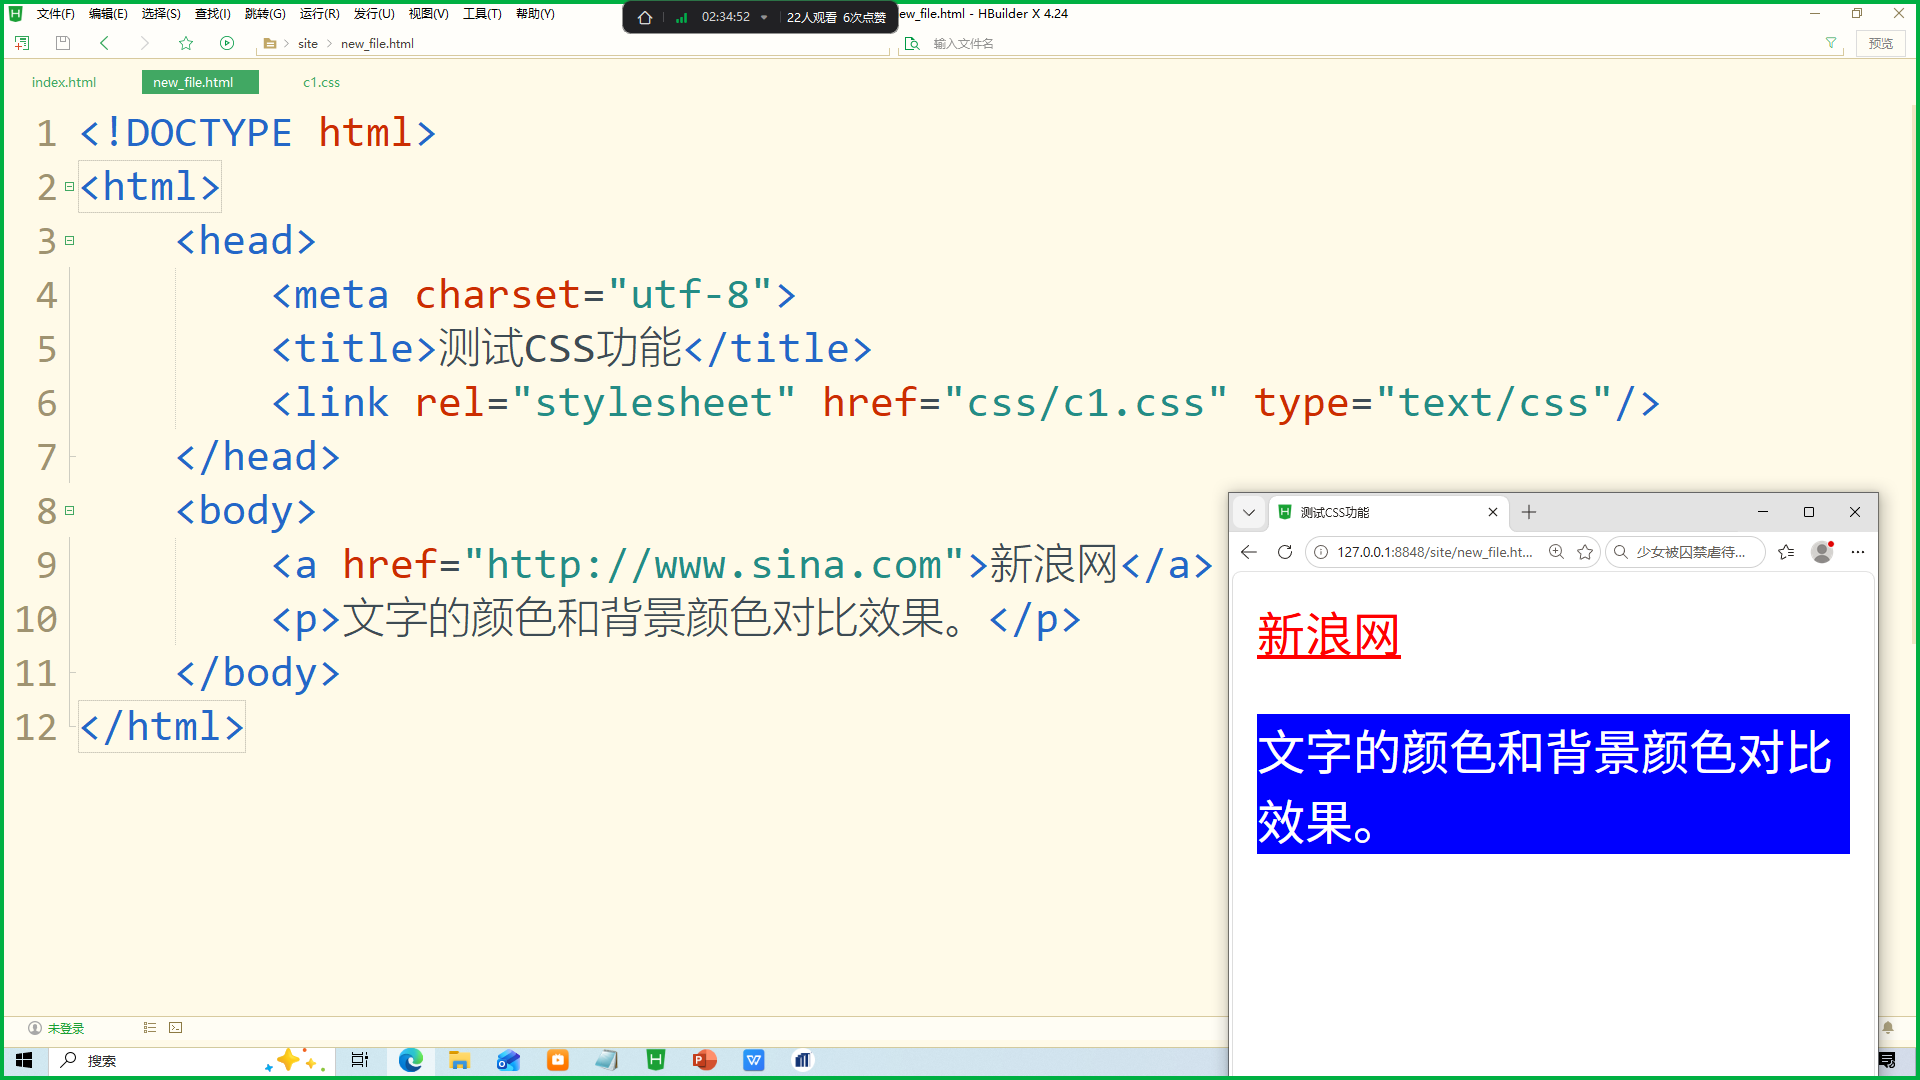 文件(F) 编辑(E) 选择(S) 查找(I) 跳转(G) 运行(R) 发行(U) 视图(V) 工具(T) 帮助(Y)
02:34:52 22人观看 6次点赞
ew_file.html - HBuilder X 4.24
site new_file.html
输入文件名
预览
index.html new_file.html c1.css
1 <!DOCTYPE html>
2 <html>
3 <head>
4 <meta charset="utf-8">
5 <title>测试CSS功能</title>
6 <link rel="stylesheet" href="css/c1.css" type="text/css"/>
7 </head>
8 <body>
9 <a href="http://www.sina.com">新浪网</a>
10 <p>文字的颜色和背景颜色对比效果。</p>
11 </body>
12 </html>
测试CSS功能
127.0.0.1:8848/site/new_file.ht...
少女被囚禁虐待...
新浪网
文字的颜色和背景颜色对比
效果。
未登录
搜索